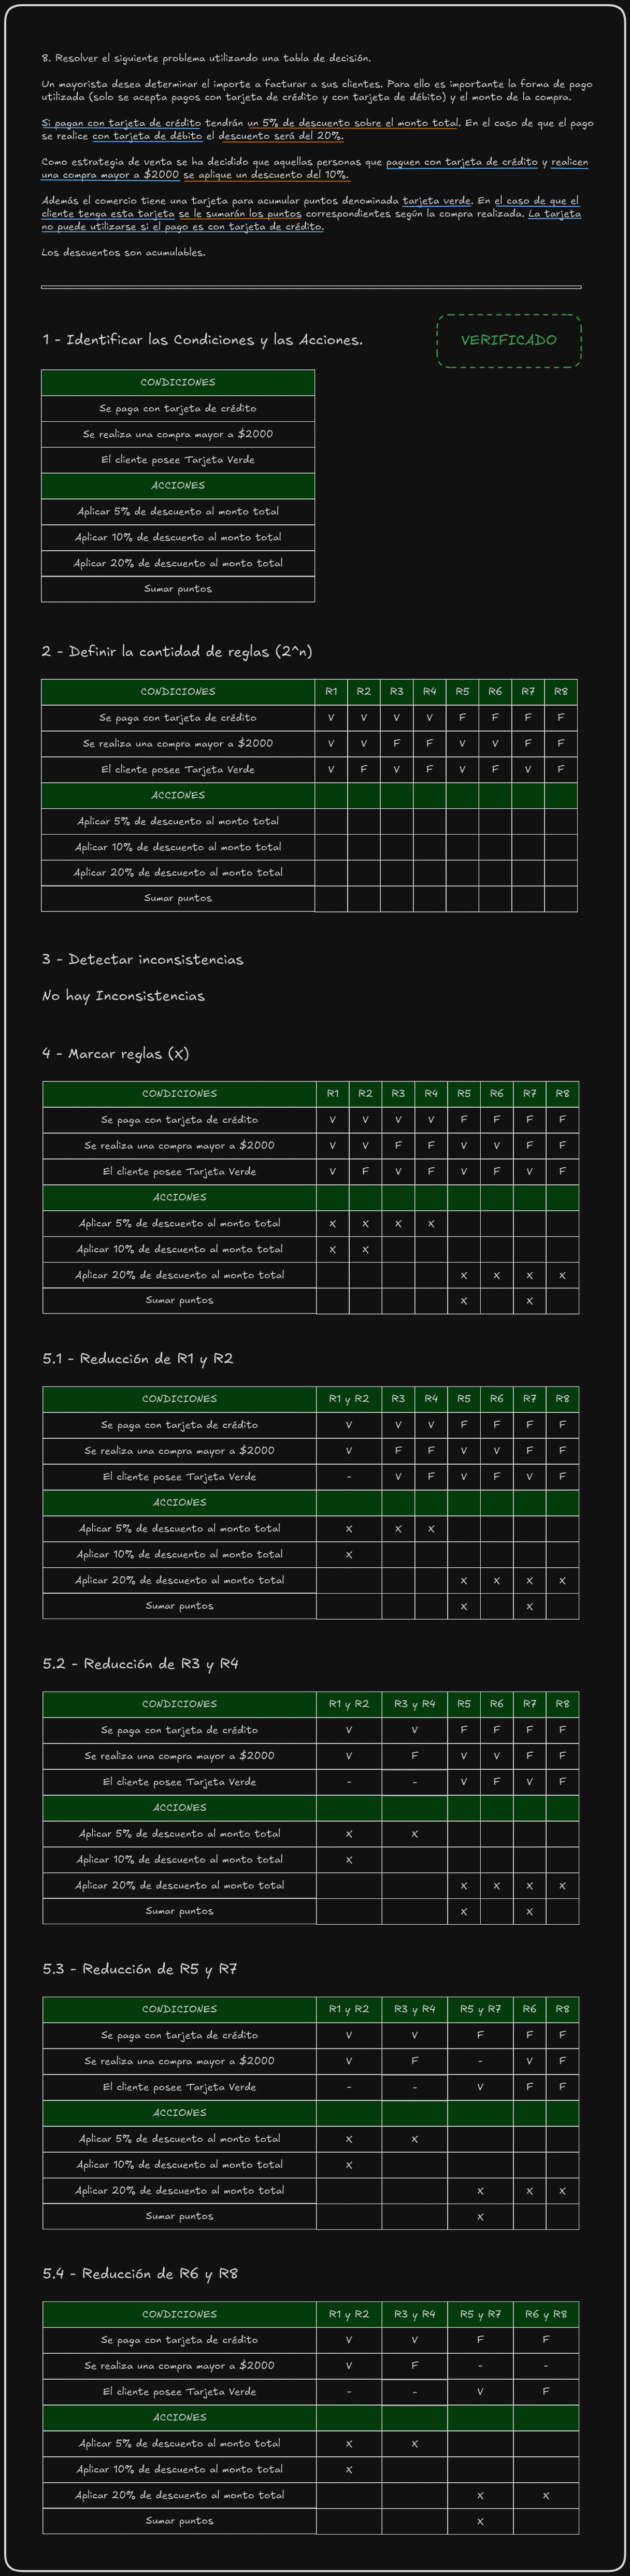 8. Resolver el siguiente problema utilizando una tabla de decisión.
Un mayorista desea determinar el importe a facturar a sus clientes. Para ello es importante la forma de pago
utilizada (solo se acepta pagos con tarjeta de crédito y con tarjeta de débito) y el monto de la compra.
Si pagan con tarjeta de crédito tendrán un 5% de descuento sobre el monto total. En el caso de que el pago
se realice con tarjeta de débito el descuento será del 20%.
Como estrategia de venta se ha decidido que aquellas personas que paguen con tarjeta de crédito y realicen
una compra mayor a $2000 se aplique un descuento del 10%.
Además el comercio tiene una tarjeta para acumular puntos denominada tarjeta verde. En el caso de que el
cliente tenga esta tarjeta se le sumarán los puntos correspondientes según la compra realizada. La tarjeta
no puede utilizarse si el pago es con tarjeta de crédito.
Los descuentos son acumulables.
1 - Identificar las Condiciones y las Acciones.
VERIFICADO
CONDICIONES
Se paga con tarjeta de crédito
Se realiza una compra mayor a $2000
El cliente posee Tarjeta Verde
ACCIONES
Aplicar 5% de descuento al monto total
Aplicar 10% de descuento al monto total
Aplicar 20% de descuento al monto total
Sumar puntos
2 - Definir la cantidad de reglas (2^n)
CONDICIONES R1 R2 R3 R4 R5 R6 R7 R8
Se paga con tarjeta de crédito V V V V F F F F
Se realiza una compra mayor a $2000 V V F F V V F F
El cliente posee Tarjeta Verde V F V F V F V F
ACCIONES
Aplicar 5% de descuento al monto total
Aplicar 10% de descuento al monto total
Aplicar 20% de descuento al monto total
Sumar puntos
3 - Detectar inconsistencias
No hay Inconsistencias
4 - Marcar reglas (X)
CONDICIONES R1 R2 R3 R4 R5 R6 R7 R8
Se paga con tarjeta de crédito V V V V F F F F
Se realiza una compra mayor a $2000 V V F F V V F F
El cliente posee Tarjeta Verde V F V F V F V F
ACCIONES
Aplicar 5% de descuento al monto total X X X X
Aplicar 10% de descuento al monto total X X
Aplicar 20% de descuento al monto total X X X X
Sumar puntos X X
5.1 - Reducción de R1 y R2
CONDICIONES R1 y R2 R3 R4 R5 R6 R7 R8
Se paga con tarjeta de crédito V V V F F F F
Se realiza una compra mayor a $2000 V F F V V F F
El cliente posee Tarjeta Verde - V F V F V F
ACCIONES
Aplicar 5% de descuento al monto total X X X
Aplicar 10% de descuento al monto total X
Aplicar 20% de descuento al monto total X X X X
Sumar puntos X X
5.2 - Reducción de R3 y R4
CONDICIONES R1 y R2 R3 y R4 R5 R6 R7 R8
Se paga con tarjeta de crédito V V F F F F
Se realiza una compra mayor a $2000 V F V V F F
El cliente posee Tarjeta Verde - - V F V F
ACCIONES
Aplicar 5% de descuento al monto total X X
Aplicar 10% de descuento al monto total X
Aplicar 20% de descuento al monto total X X X X
Sumar puntos X X
5.3 - Reducción de R5 y R7
CONDICIONES R1 y R2 R3 y R4 R5 y R7 R6 R8
Se paga con tarjeta de crédito V V F F F
Se realiza una compra mayor a $2000 V F - V F
El cliente posee Tarjeta Verde - - V F F
ACCIONES
Aplicar 5% de descuento al monto total X X
Aplicar 10% de descuento al monto total X
Aplicar 20% de descuento al monto total X X X
Sumar puntos X
5.4 - Reducción de R6 y R8
CONDICIONES R1 y R2 R3 y R4 R5 y R7 R6 y R8
Se paga con tarjeta de crédito V V F F
Se realiza una compra mayor a $2000 V F - -
El cliente posee Tarjeta Verde - - V F
ACCIONES
Aplicar 5% de descuento al monto total X X
Aplicar 10% de descuento al monto total X
Aplicar 20% de descuento al monto total X X
Sumar puntos X